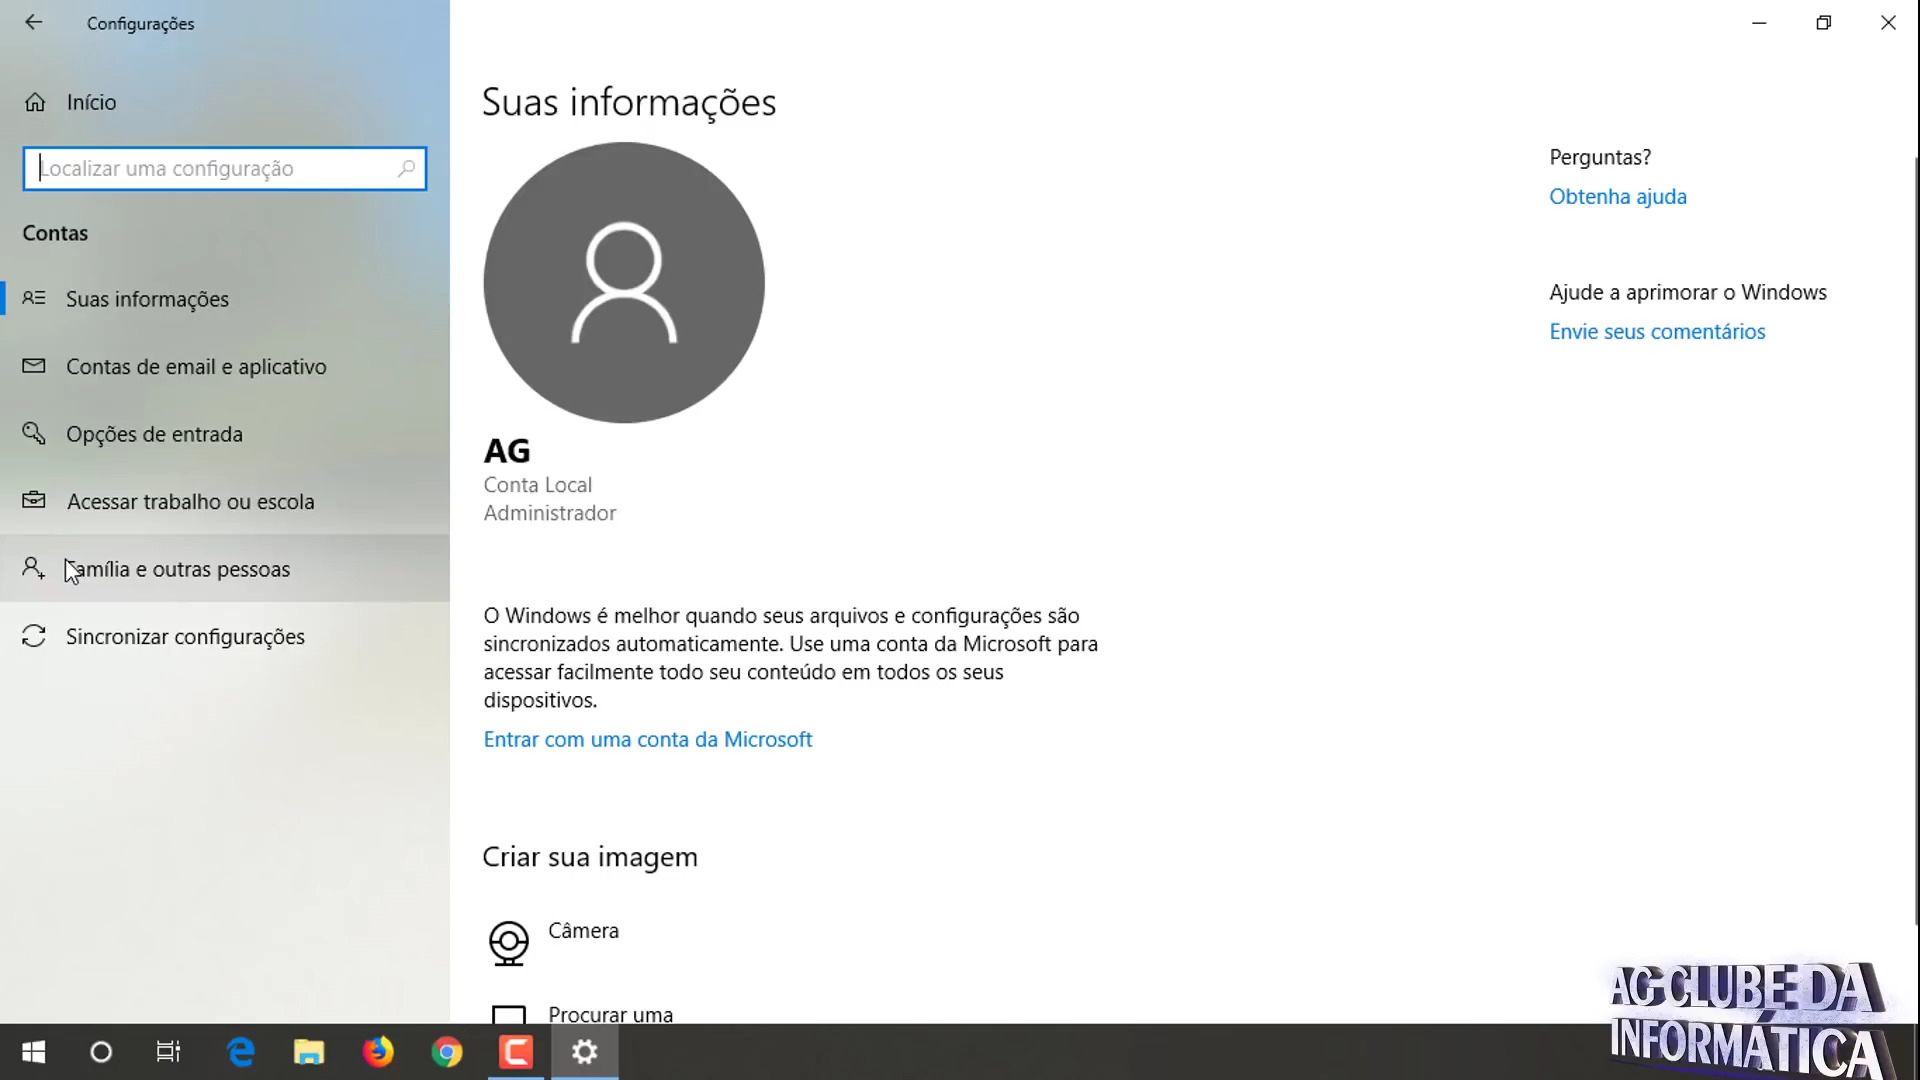 Configurações
Início
Localizar uma configuração
Contas
Suas informações
Contas de email e aplicativo
Opções de entrada
Acessar trabalho ou escola
Família e outras pessoas
Sincronizar configurações
Suas informações
AG
Conta Local
Administrador
O Windows é melhor quando seus arquivos e configurações são
sincronizados automaticamente. Use uma conta da Microsoft para
acessar facilmente todo seu conteúdo em todos os seus
dispositivos.
Entrar com uma conta da Microsoft
Criar sua imagem
Câmera
Procurar uma
Perguntas?
Obtenha ajuda
Ajude a aprimorar o Windows
Envie seus comentários
AG CLUBE DA
INFORMÁTICA